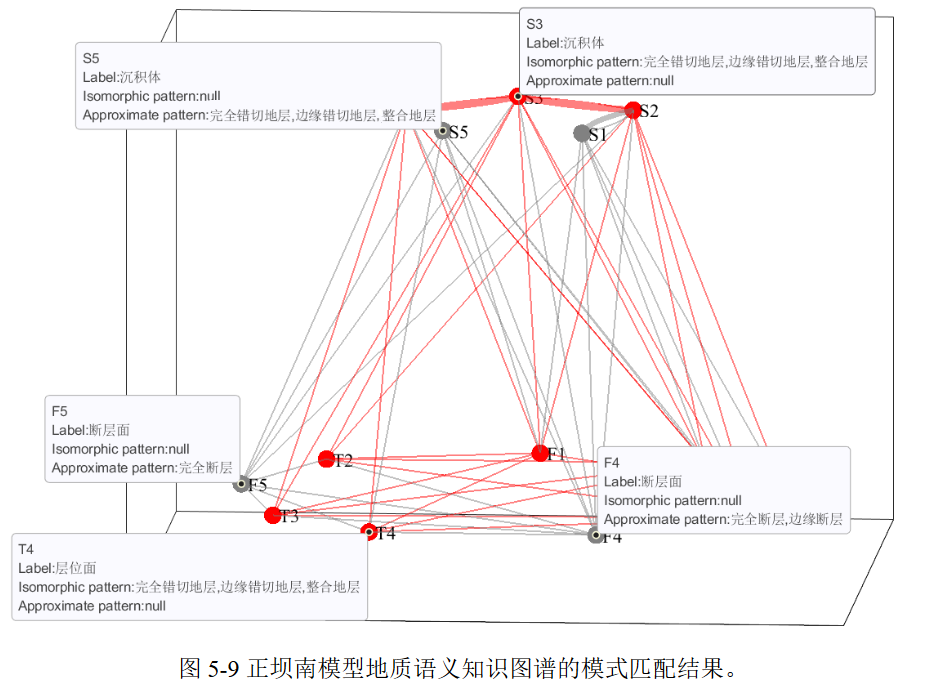 S3
Label:沉积体
Isomorphic pattern:完全错切地层,边缘错切地层,整合地层
Approximate pattern:null
S5
Label:沉积体
Isomorphic pattern:null
Approximate pattern:完全错切地层,边缘错切地层,整合地层
S3
S2
S5
S1
F5
Label:断层面
Isomorphic pattern:null
Approximate pattern:完全断层
F1
T2
F4
Label:断层面
Isomorphic pattern:null
Approximate pattern:完全断层,边缘断层
F5
T3
T4
F4
T4
Label:层位面
Isomorphic pattern:完全错切地层,边缘错切地层,整合地层
Approximate pattern:null
图 5-9 正坝南模型地质语义知识图谱的模式匹配结果。